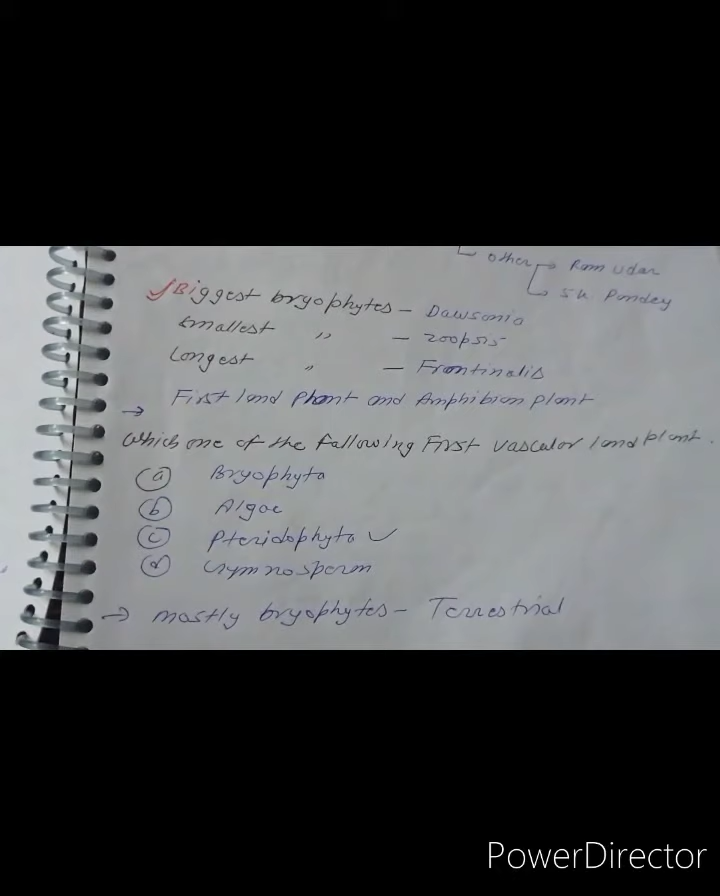 └ other → Ram udar
└→ S.K. Pandey
✓Biggest bryophytes – Dawsonia
Smallest ,, – zoopsis
Longest ,, – Frontinalis
→ First land Plant and Amphibian plant
Which one of the fallowing First vascular land plant.
(a) Bryophyta
(b) Algae
(c) Pteridophyta ✓
(d) Gymnosperm
→ mostly bryophytes – Terrestrial
PowerDirector